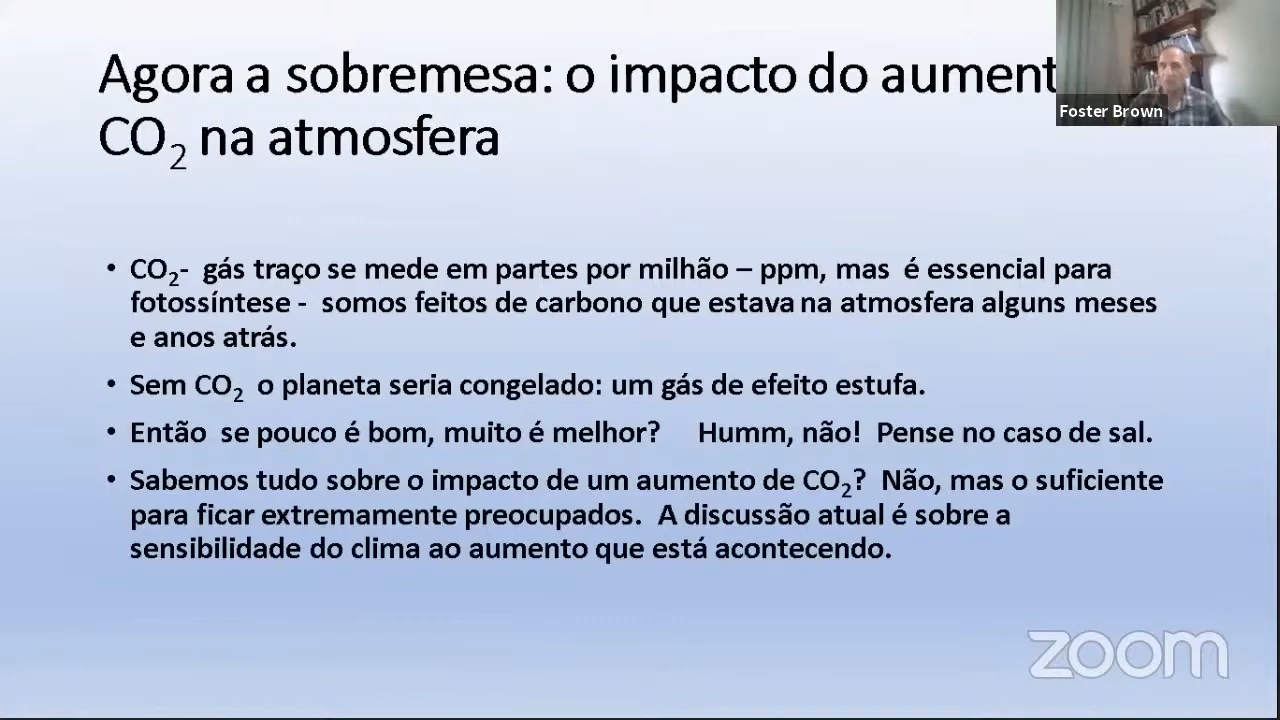 Agora a sobremesa: o impacto do aument
Foster Brown
CO₂ na atmosfera
• CO₂- gás traço se mede em partes por milhão – ppm, mas é essencial para
fotossíntese - somos feitos de carbono que estava na atmosfera alguns meses
e anos atrás.
• Sem CO₂ o planeta seria congelado: um gás de efeito estufa.
• Então se pouco é bom, muito é melhor? Humm, não! Pense no caso de sal.
• Sabemos tudo sobre o impacto de um aumento de CO₂? Não, mas o suficiente
para ficar extremamente preocupados. A discussão atual é sobre a
sensibilidade do clima ao aumento que está acontecendo.
zoom